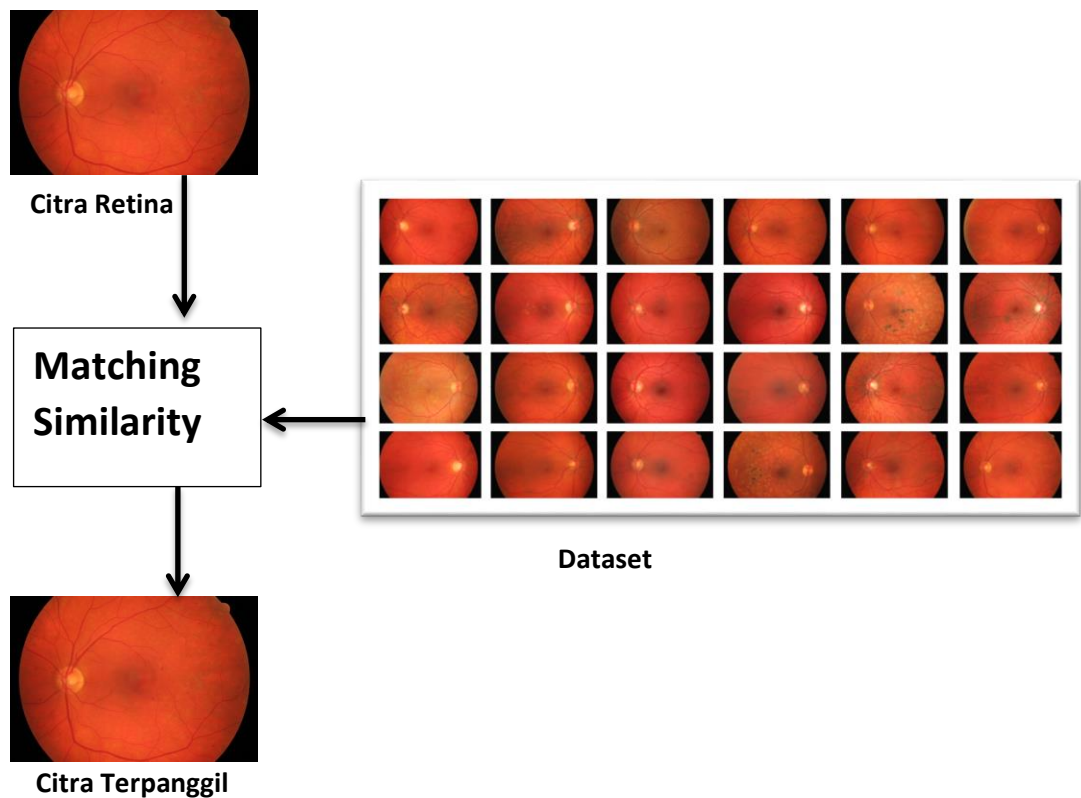 Citra Retina
Matching
Similarity
Dataset
Citra Terpanggil